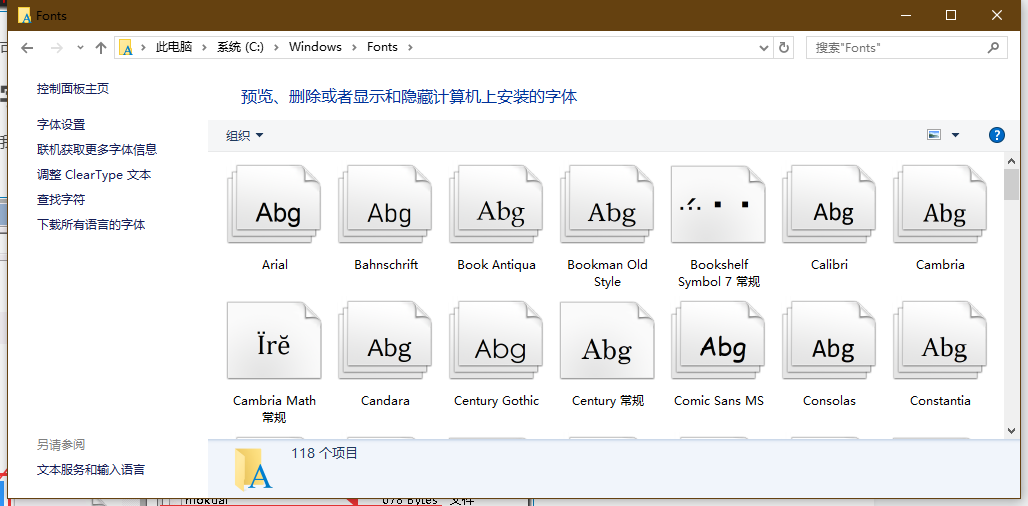 Fonts
此电脑 系统 (C:) Windows Fonts
搜索"Fonts"
控制面板主页
字体设置
联机获取更多字体信息
调整 ClearType 文本
查找字符
下载所有语言的字体
另请参阅
文本服务和输入语言
预览、删除或者显示和隐藏计算机上安装的字体
组织
?
Abg
Abg
Abg
Abg
Abg
Abg
Arial
Bahnschrift
Book Antiqua
Bookman Old
Style
Bookshelf
Symbol 7 常规
Calibri
Cambria
Ïrĕ
Abg
Abg
Abg
Abg
Abg
Abg
Cambria Math
常规
Candara
Century Gothic
Century 常规
Comic Sans MS
Consolas
Constantia
A
118 个项目